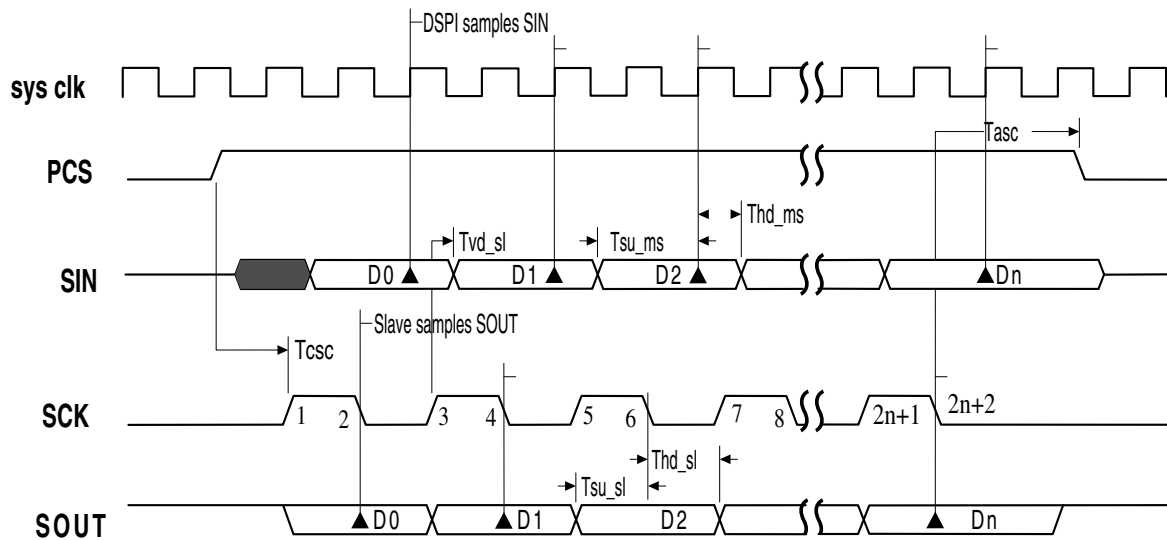 DSPI samples SIN
sys clk
Tasc
PCS
Thd_ms
Tvd_sl
Tsu_ms
SIN
D0
D1
D2
Dn
Slave samples SOUT
Tcsc
SCK
1
2
3
4
5
6
7
8
2n+1
2n+2
Thd_sl
Tsu_sl
SOUT
D0
D1
D2
Dn